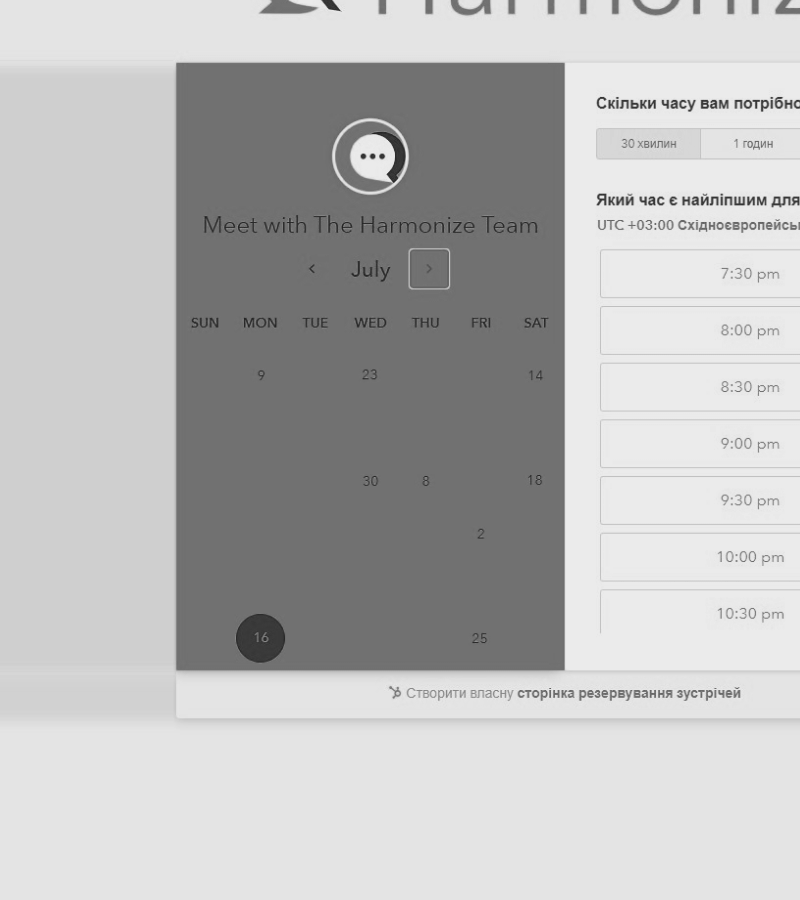 Harmoniz
Meet with The Harmonize Team
July
SUN MON TUE WED THU FRI SAT
9 23 14
30 8 18
2
16 25
Скільки часу вам потрібно
30 хвилин 1 годин
Який час є найліпшим для
UTC +03:00 Східноєвропейсь
7:30 pm
8:00 pm
8:30 pm
9:00 pm
9:30 pm
10:00 pm
10:30 pm
Створити власну сторінка резервування зустрічей